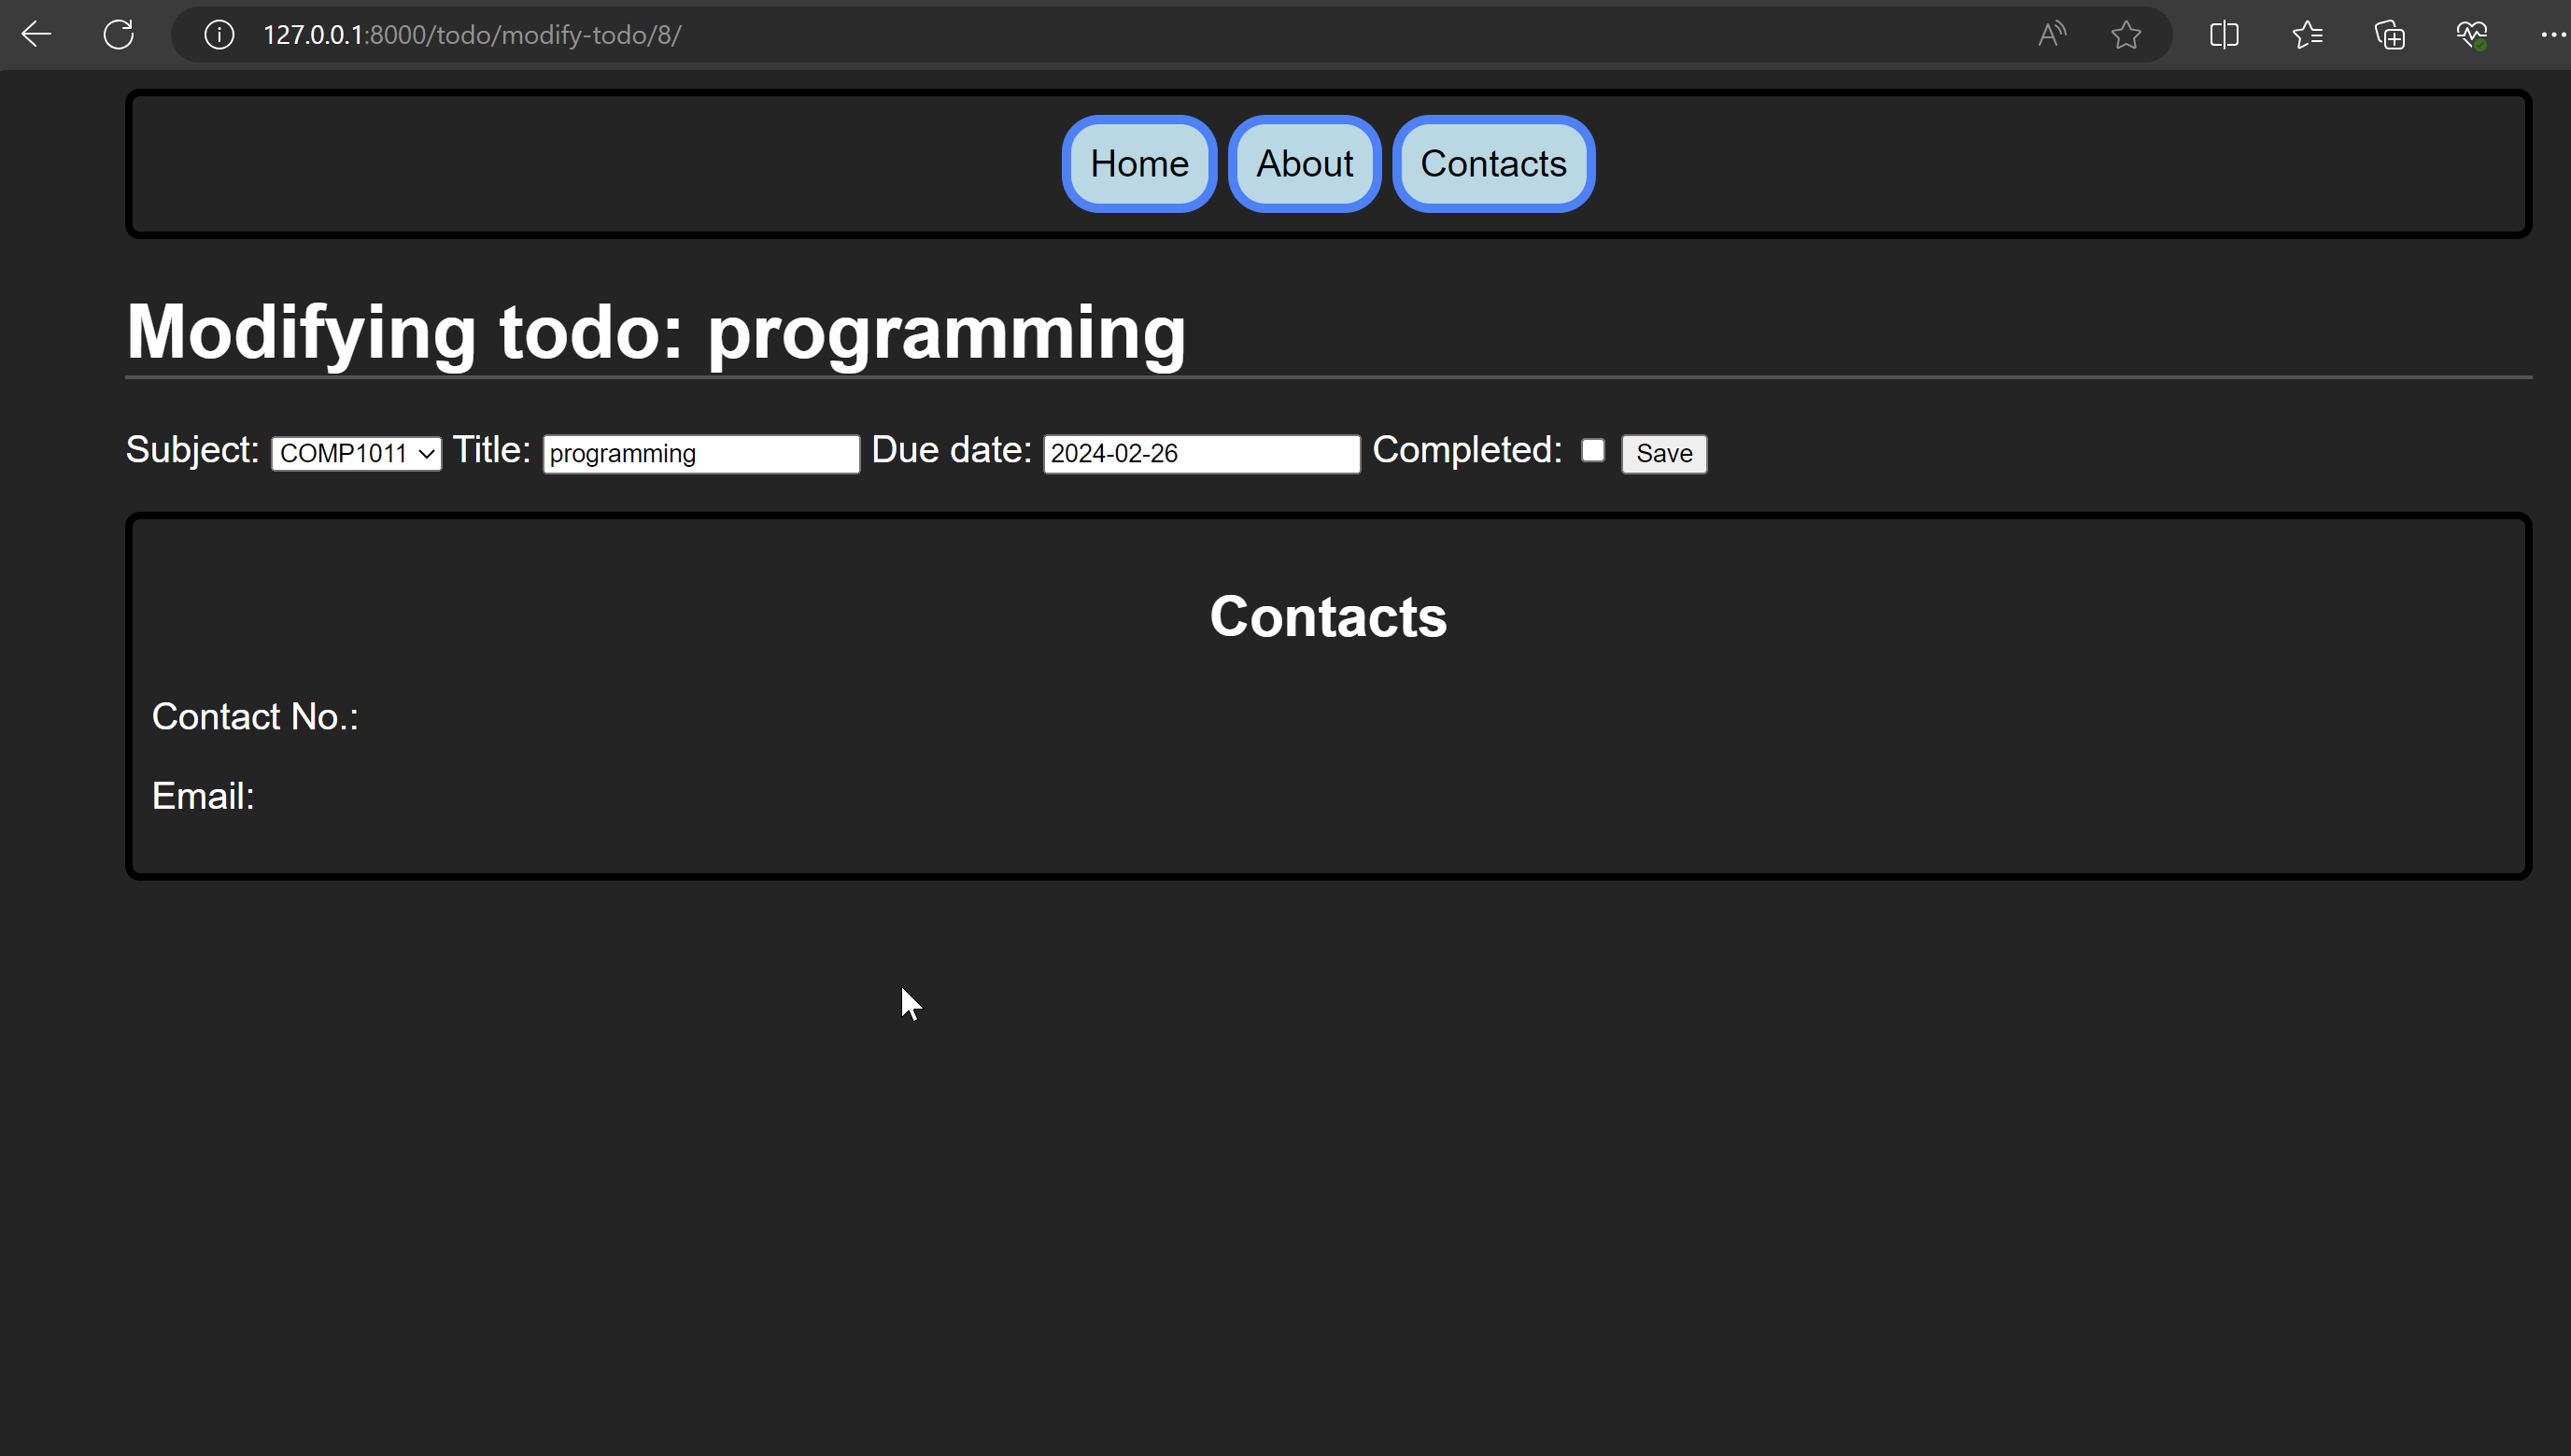 127.0.0.1:8000/todo/modify-todo/8/
Home About Contacts
Modifying todo: programming
Subject: COMP1011 Title: programming Due date: 2024-02-26 Completed: Save
Contacts
Contact No.:
Email: